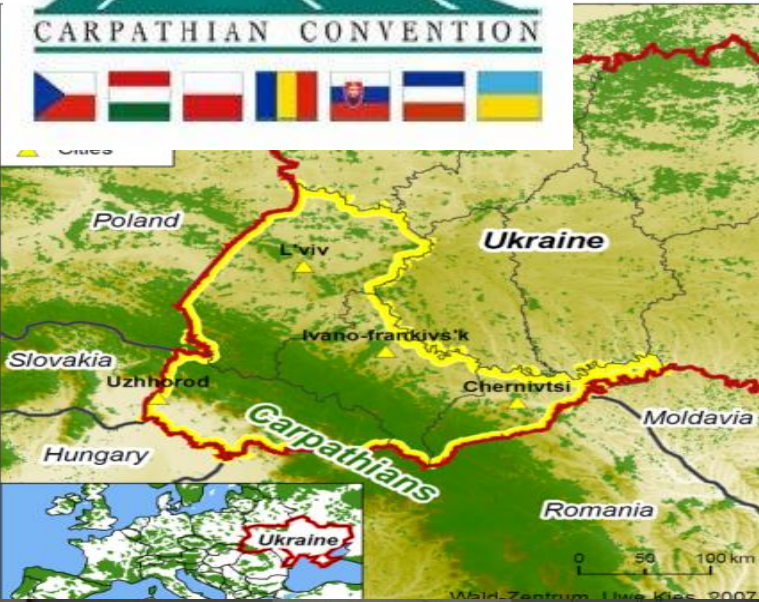 CARPATHIAN CONVENTION
Cities
Poland
L'viv
Ukraine
Ivano-frankivs'k
Slovakia
Uzhhorod
Chernivtsi
Carpathians
Moldavia
Hungary
Romania
Ukraine
0 50 100 km
Wald-Zentrum, Uwe Kies, 2007